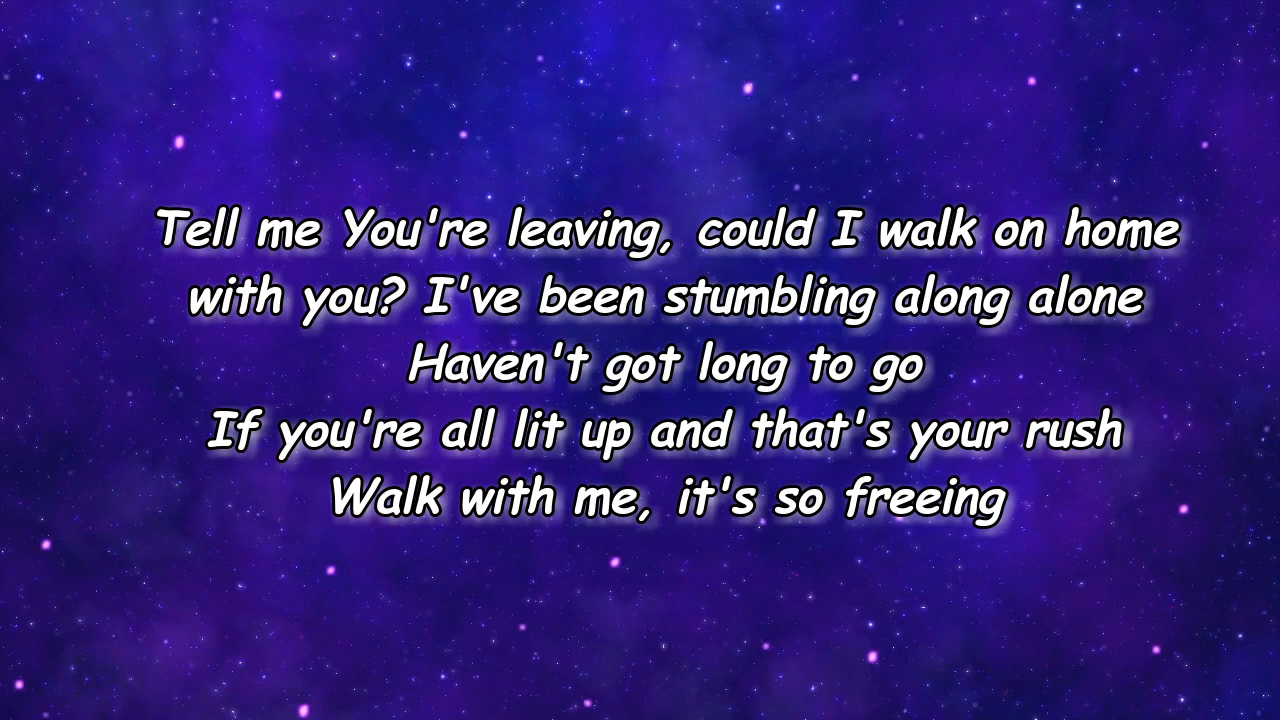 Tell me You're leaving, could I walk on home
with you? I've been stumbling along alone
Haven't got long to go
If you're all lit up and that's your rush
Walk with me, it's so freeing